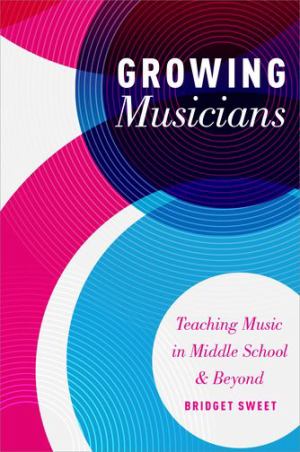 GROWING
Musicians
Teaching Music
in Middle School
& Beyond
BRIDGET SWEET